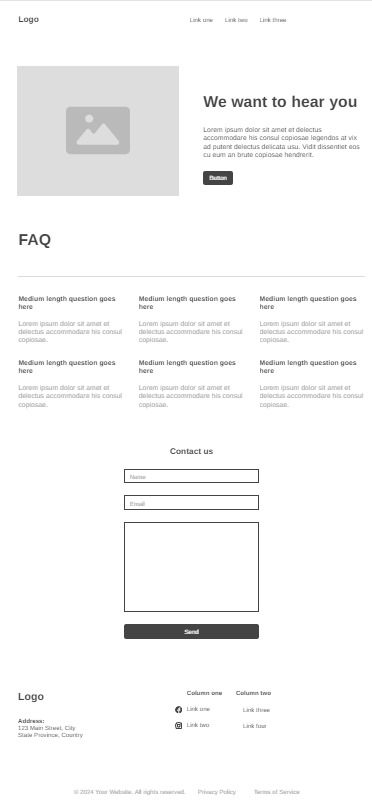 Logo
Link one Link two Link three
We want to hear you
Lorem ipsum dolor sit amet et delectus
accommodare his consul copiosae legendos at vix
ad putent delectus delicata usu. Vidit dissentiet eos
cu eum an brute copiosae hendrerit.
Button
FAQ
Medium length question goes
here
Lorem ipsum dolor sit amet et
delectus accommodare his consul
copiosae.
Medium length question goes
here
Lorem ipsum dolor sit amet et
delectus accommodare his consul
copiosae.
Medium length question goes
here
Lorem ipsum dolor sit amet et
delectus accommodare his consul
copiosae.
Medium length question goes
here
Lorem ipsum dolor sit amet et
delectus accommodare his consul
copiosae.
Medium length question goes
here
Lorem ipsum dolor sit amet et
delectus accommodare his consul
copiosae.
Medium length question goes
here
Lorem ipsum dolor sit amet et
delectus accommodare his consul
copiosae.
Contact us
Name
Email
Send
Logo
Address:
123 Main Street, City
State Province, Country
Column one
Link one
Link two
Column two
Link three
Link four
© 2024 Your Website. All rights reserved. Privacy Policy Terms of Service